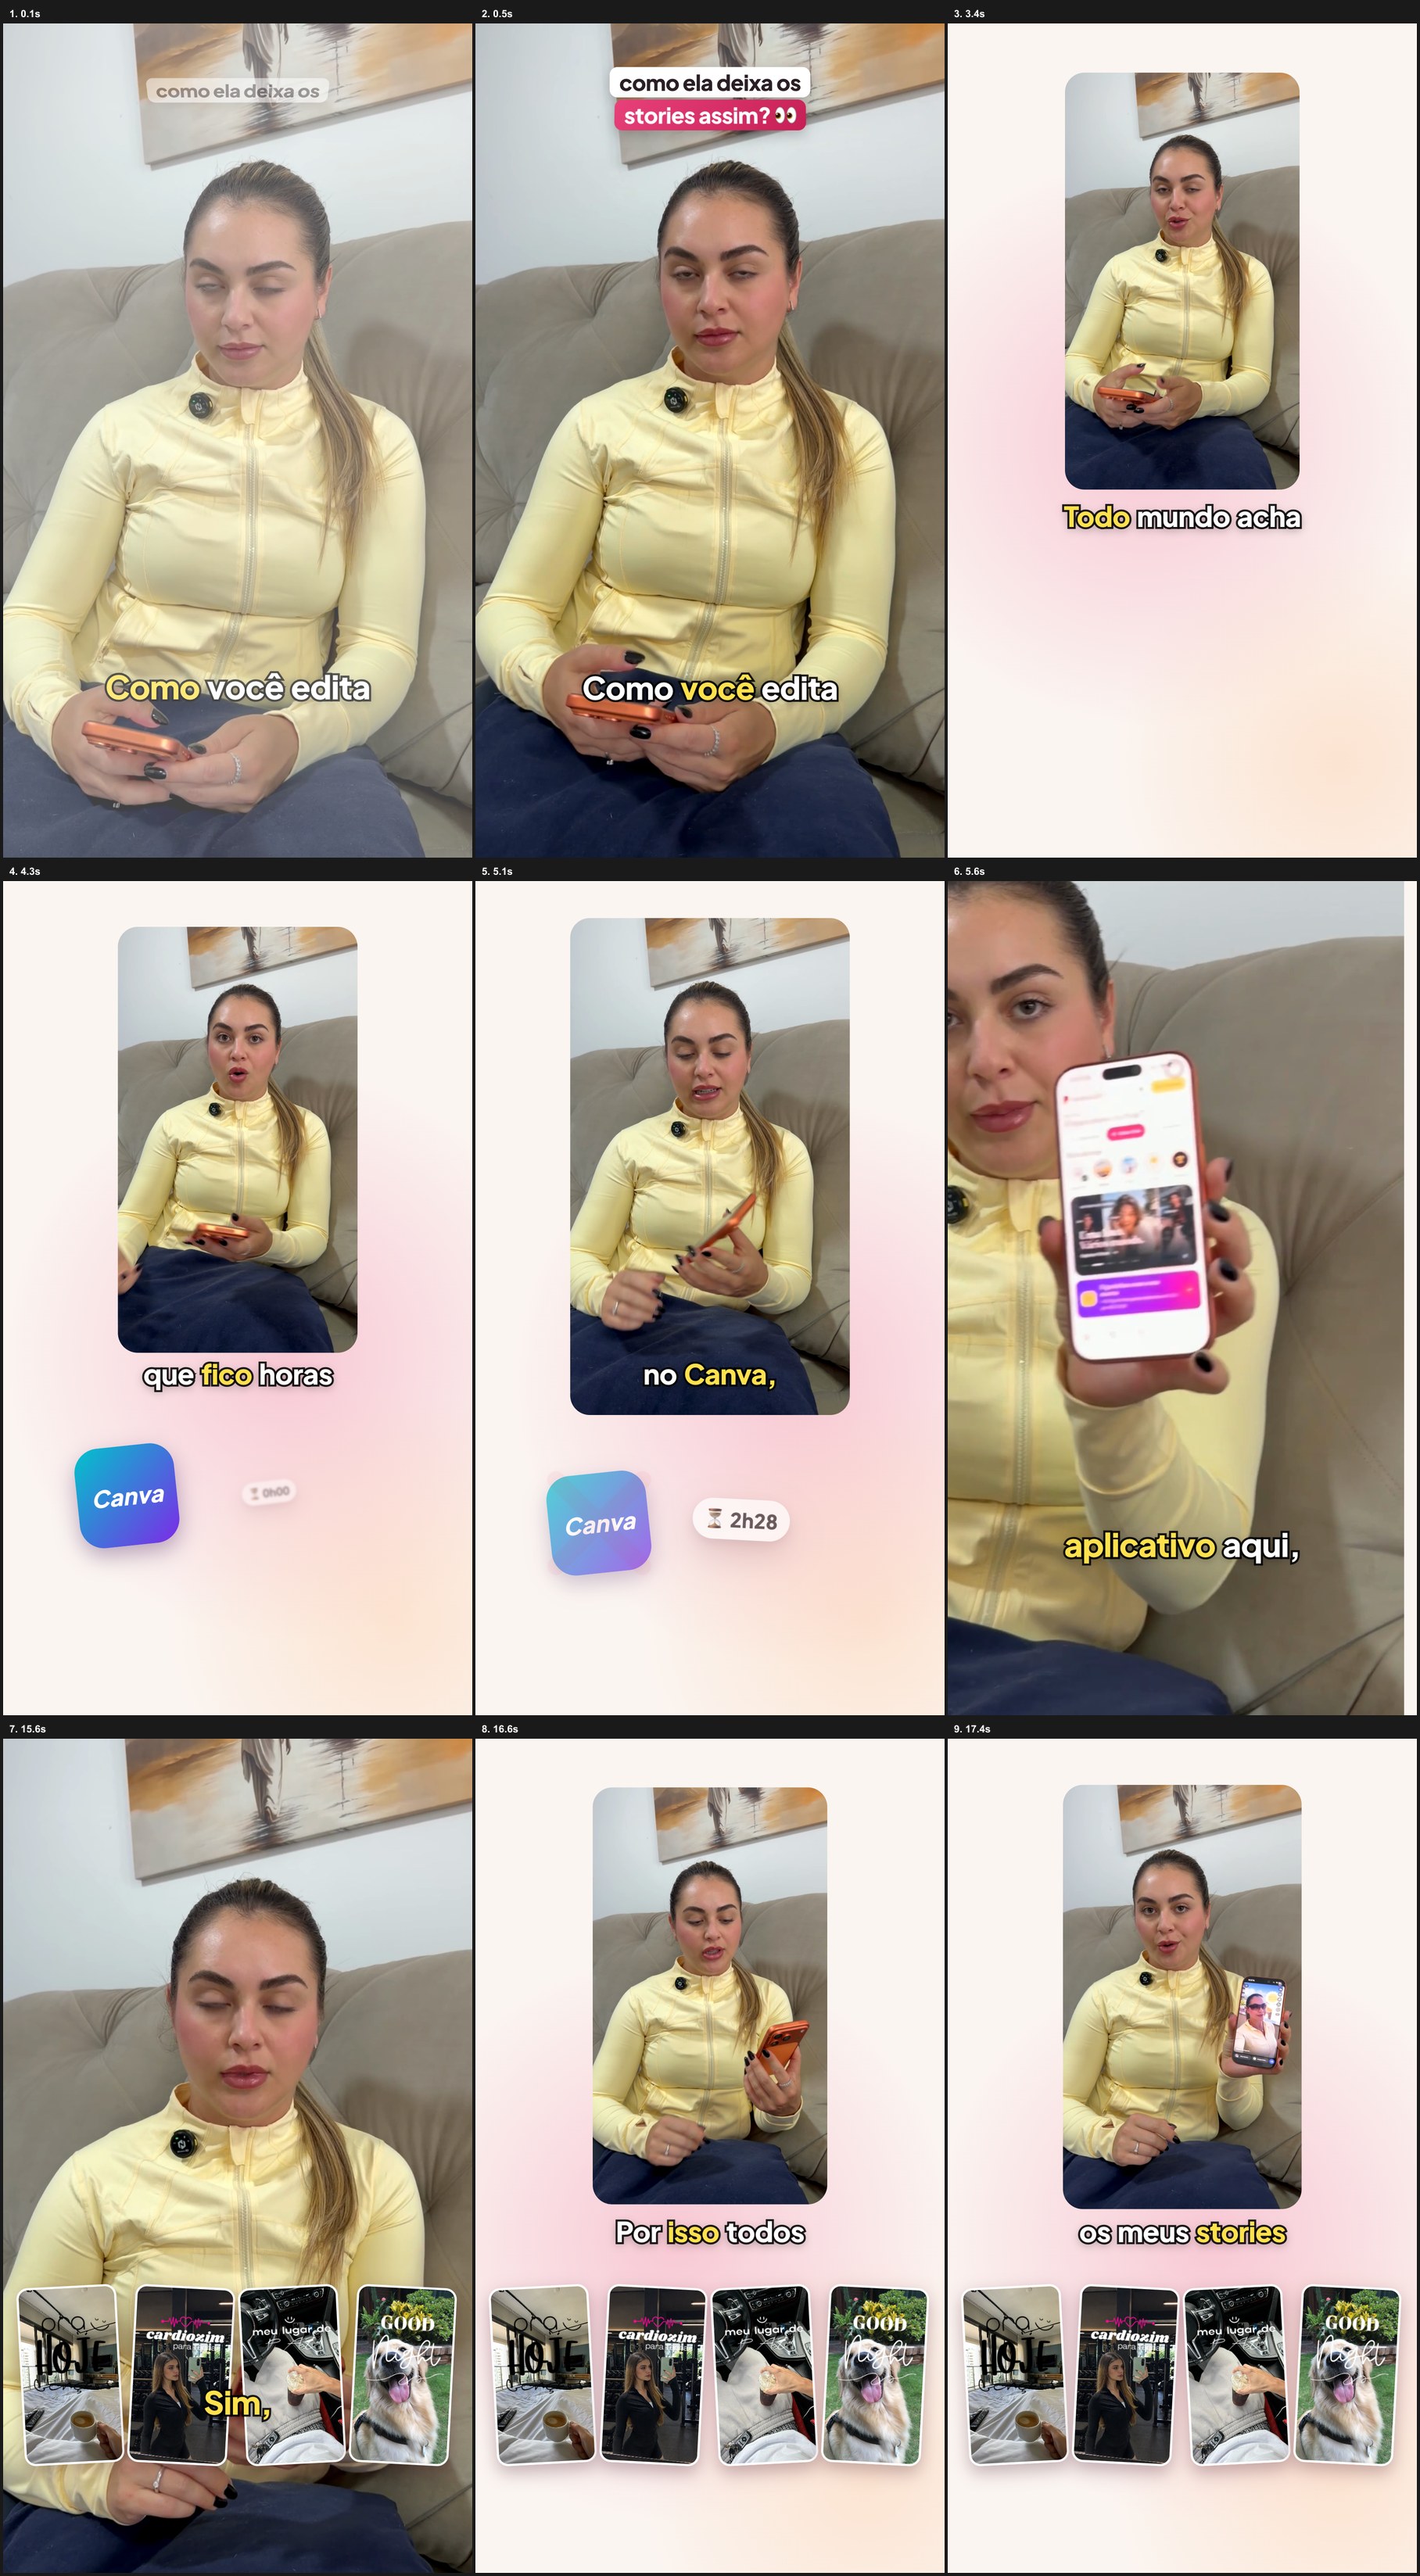 1. 0.1s
como ela deixa os
Como você edita
2. 0.5s
como ela deixa os
stories assim? 👀
Como você edita
3. 3.4s
Todo mundo acha
4. 4.3s
que fico horas
Canva
⏳ 0h00
5. 5.1s
no Canva,
Canva
⏳ 2h28
6. 5.6s
aplicativo aqui,
7. 15.6s
HOJE
cardiozim
para
meu lugar de
GOOD
Night
Sim,
8. 16.6s
Por isso todos
HOJE
cardiozim
para
meu lugar de
GOOD
Night
9. 17.4s
os meus stories
HOJE
cardiozim
para
meu lugar de
GOOD
Night